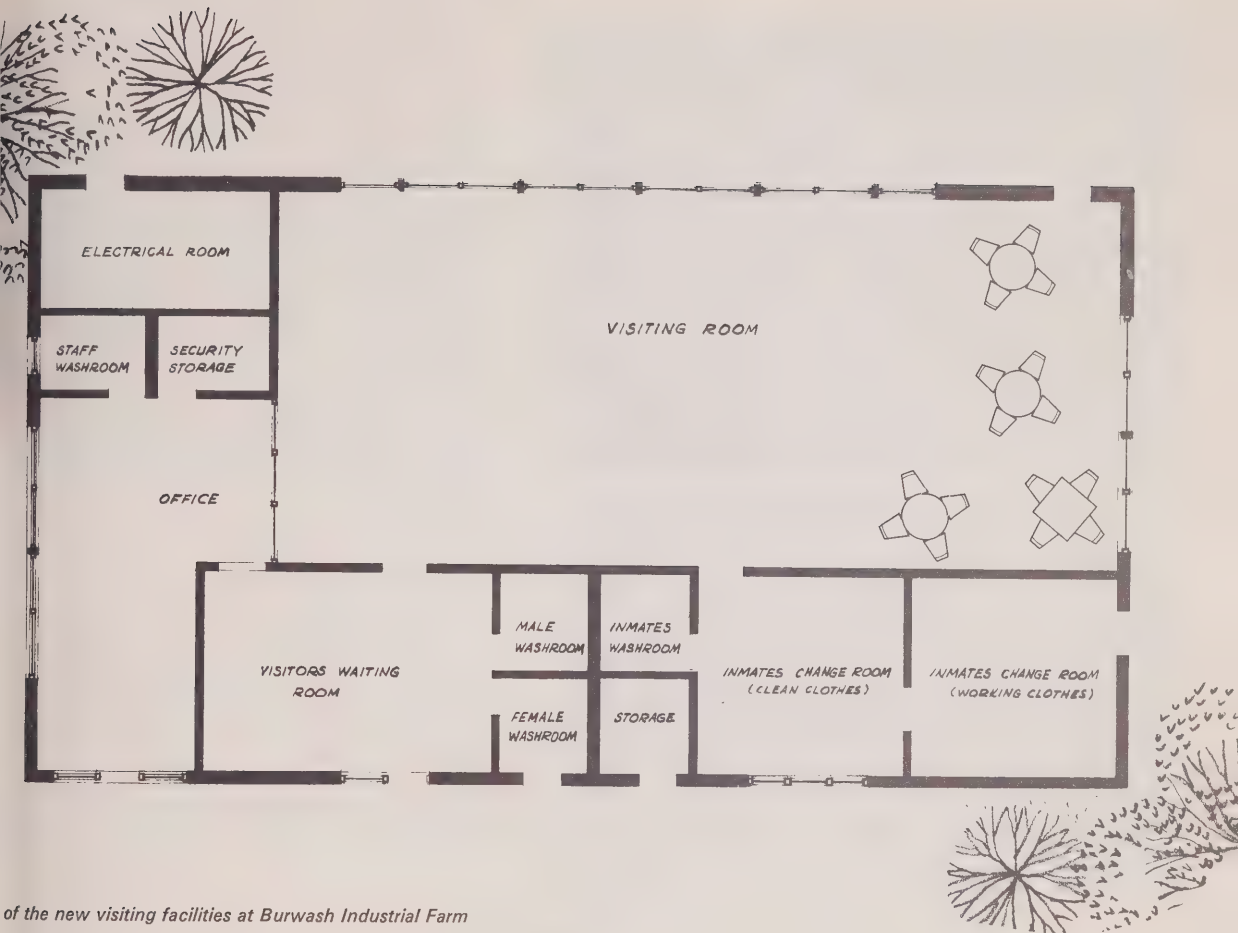 ELECTRICAL ROOM
VISITING ROOM
STAFF
WASHROOM
SECURITY
STORAGE
OFFICE
MALE
WASHROOM
INMATES
WASHROOM
VISITORS WAITING
ROOM
INMATES CHANGE ROOM
(CLEAN CLOTHES)
INMATES CHANGE ROOM
(WORKING CLOTHES)
FEMALE
WASHROOM
STORAGE
of the new visiting facilities at Burwash Industrial Farm